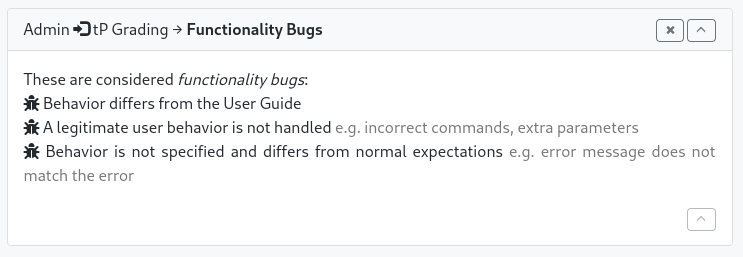 Admin tP Grading → Functionality Bugs
These are considered functionality bugs:
Behavior differs from the User Guide
A legitimate user behavior is not handled e.g. incorrect commands, extra parameters
Behavior is not specified and differs from normal expectations e.g. error message does not
match the error